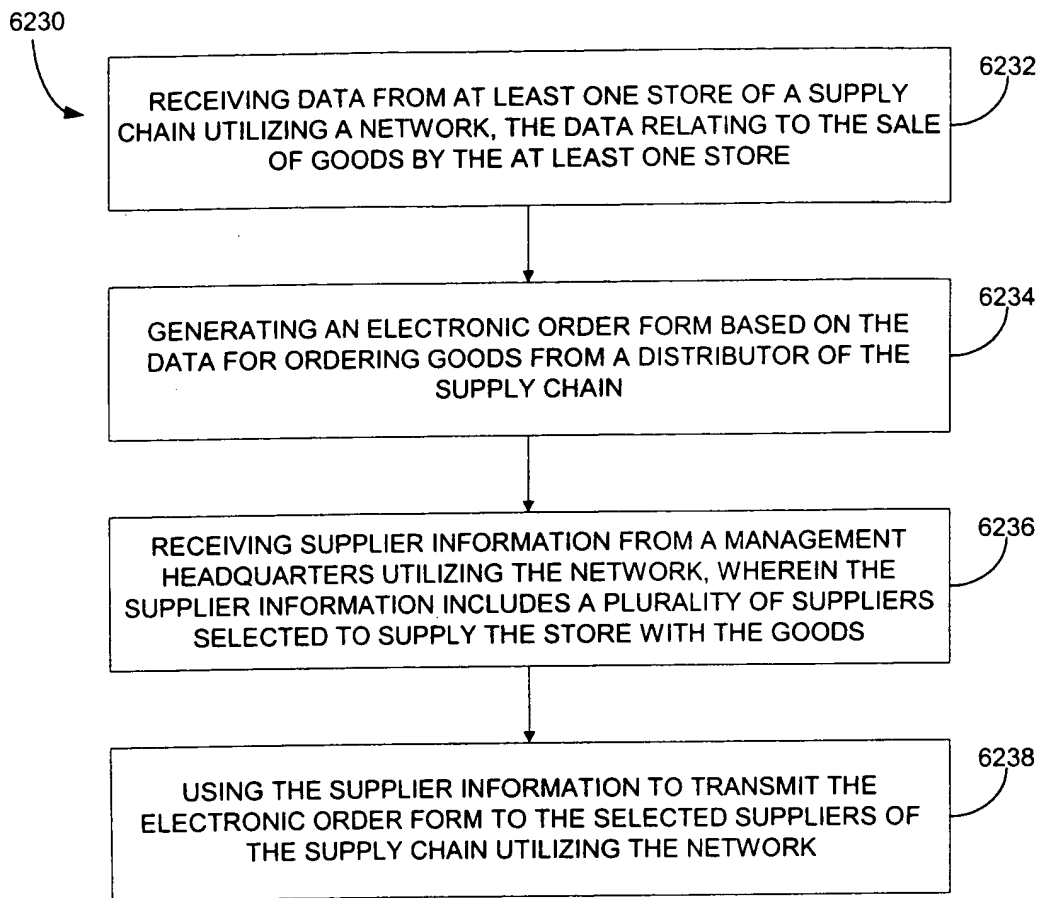 6230
6232
RECEIVING DATA FROM AT LEAST ONE STORE OF A SUPPLY
CHAIN UTILIZING A NETWORK, THE DATA RELATING TO THE SALE
OF GOODS BY THE AT LEAST ONE STORE
6234
GENERATING AN ELECTRONIC ORDER FORM BASED ON THE
DATA FOR ORDERING GOODS FROM A DISTRIBUTOR OF THE
SUPPLY CHAIN
6236
RECEIVING SUPPLIER INFORMATION FROM A MANAGEMENT
HEADQUARTERS UTILIZING THE NETWORK, WHEREIN THE
SUPPLIER INFORMATION INCLUDES A PLURALITY OF SUPPLIERS
SELECTED TO SUPPLY THE STORE WITH THE GOODS
6238
USING THE SUPPLIER INFORMATION TO TRANSMIT THE
ELECTRONIC ORDER FORM TO THE SELECTED SUPPLIERS OF
THE SUPPLY CHAIN UTILIZING THE NETWORK